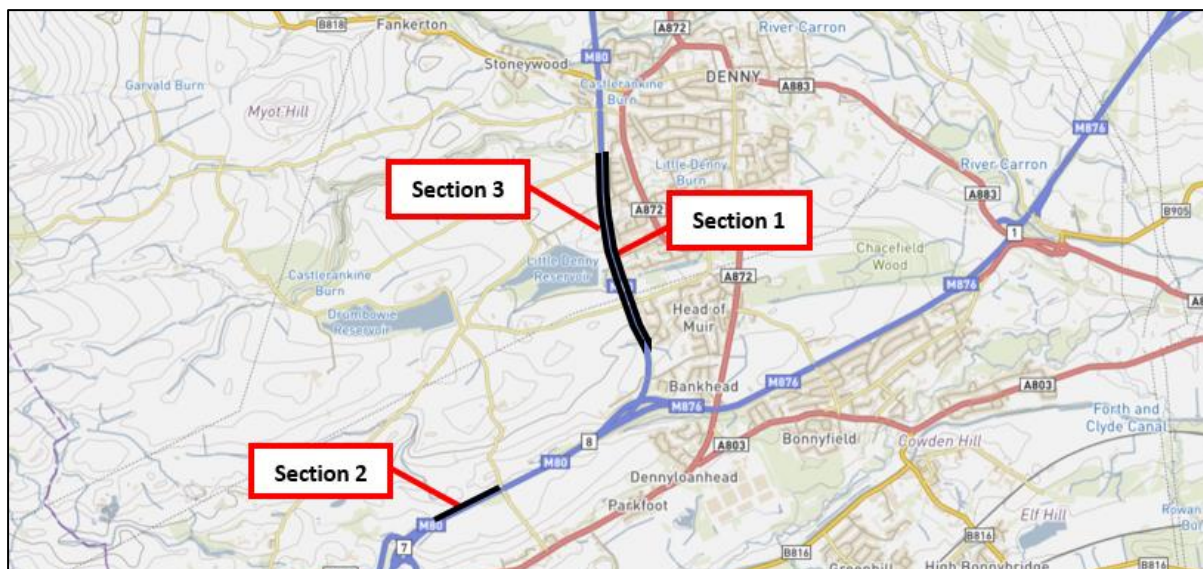 B818
Fankerton
A872
River Carron
M80
Stoneywood
Garvald Burn
Castlerankine
Burn
DENNY
Myot Hill
A883
M876
Section 3
Little Denny
Burn
River Carron
Section 1
A872
A883
B905
1
Chacefield
Wood
Little Denny
Reservoir
A872
Castlerankine
Burn
M876
Drumbowie
Reservoir
Head of
Muir
Bankhead
M876
A803
M876
Forth and
Clyde Canal
8
Bonnyfield
Cowden Hill
M80
A803
Section 2
Dennyloanhead
Parkfoot
M80
7
B816
Elf Hill
B816
B816
High Bonnybridge